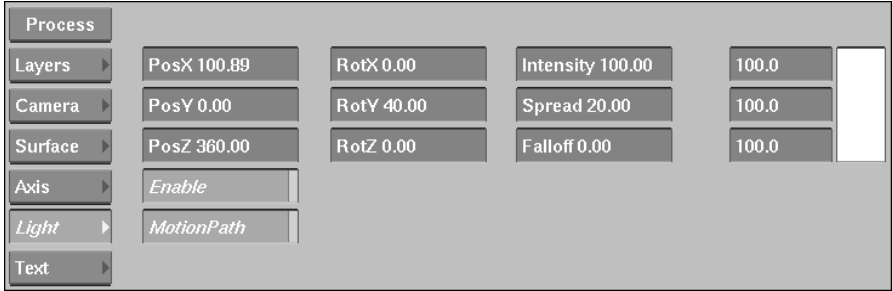 Process
Layers PosX 100.89 RotX 0.00 Intensity 100.00 100.0
Camera PosY 0.00 RotY 40.00 Spread 20.00 100.0
Surface PosZ 360.00 RotZ 0.00 Falloff 0.00 100.0
Axis Enable
Light MotionPath
Text